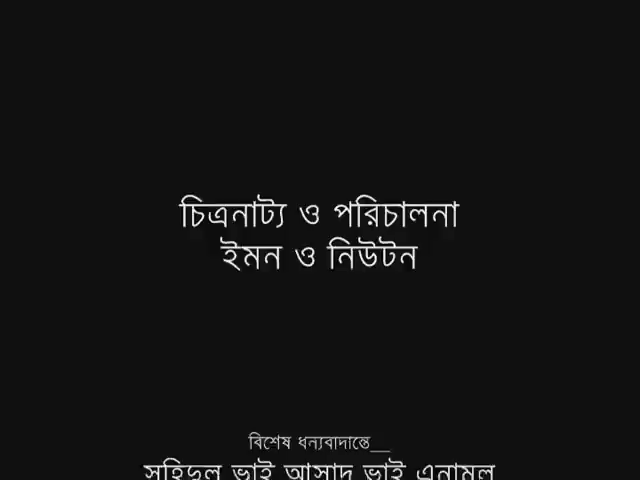 চিত্রনাট্য ও পরিচালনা
ইমন ও নিউটন
বিশেষ ধন্যবাদান্তে__
সহিদুল ভাই আসাদ ভাই এনামুল